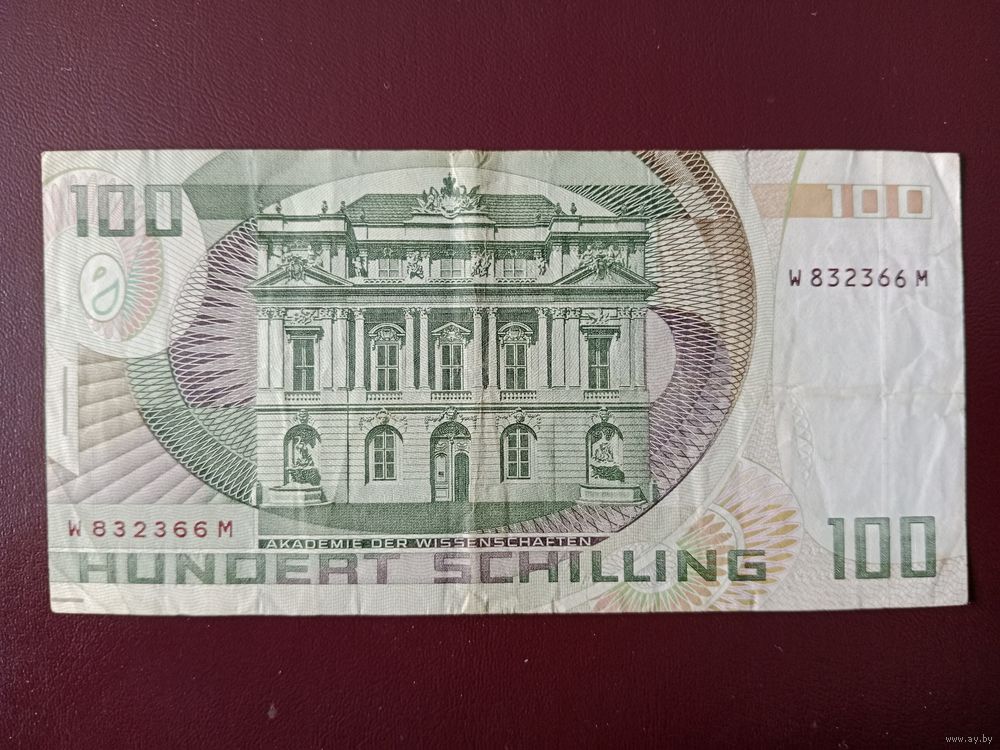 100
100
W 832366 M
W 832366 M
AKADEMIE DER WISSENSCHAFTEN
HUNDERT SCHILLING
100
www.ay.by